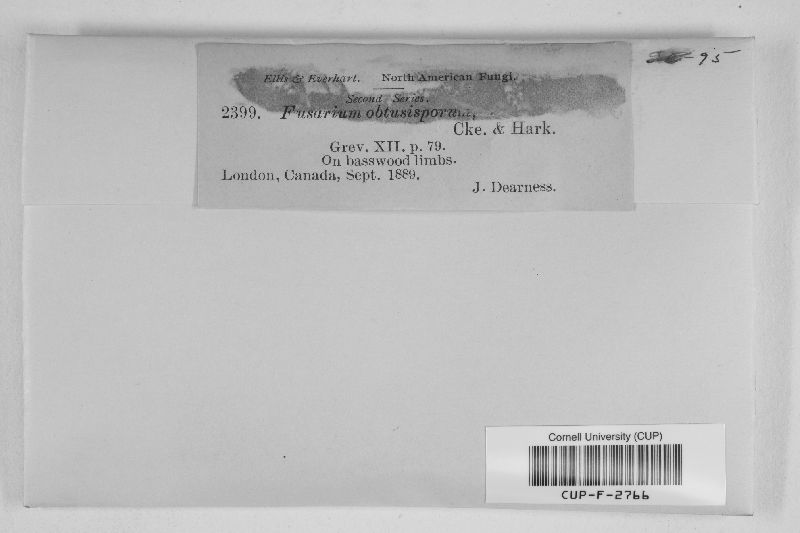 95
Ellis & Everhart. North American Fungi.
Second Series.
2399. Fusarium obtusisporum,
Cke. & Hark.
Grev. XII, p. 79.
On basswood limbs.
London, Canada, Sept. 1889.
J. Dearness.
Cornell University (CUP)
CUP-F-2766